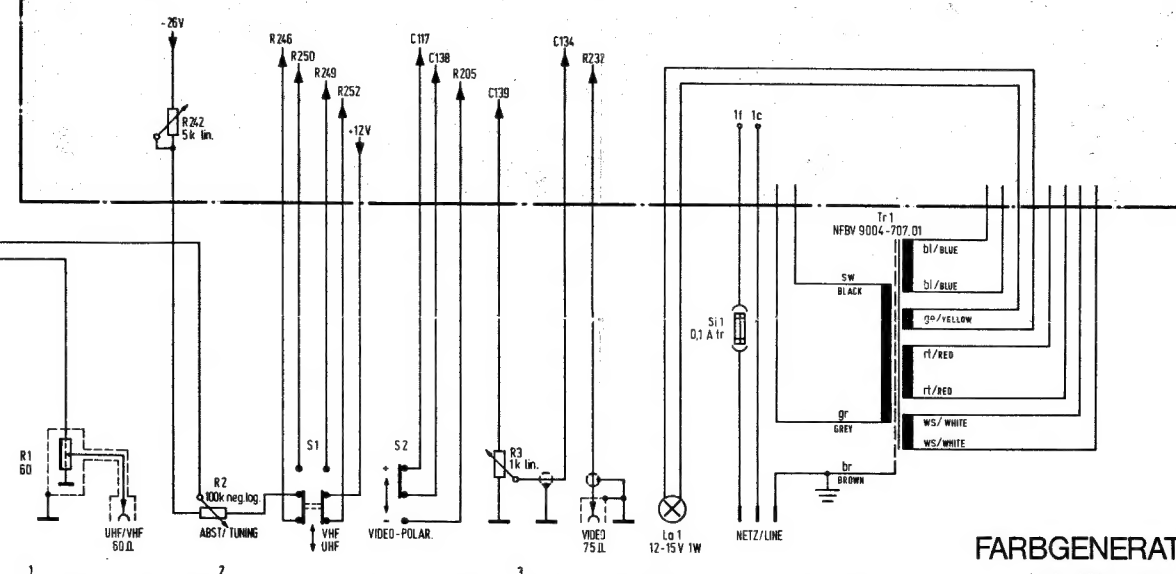 -26V
R246
R250
R249
R252
+12V
C117
C138
R205
C139
C134
R232
R242
5k lin.
1f 1c
Tr1
NFBV 9004-707.01
bl/BLUE
bl/BLUE
sw
BLACK
ge/YELLOW
Si 1
0,1 A tr
rt/RED
rt/RED
gr
GREY
ws/WHITE
ws/WHITE
br
BROWN
R1
60
UHF/VHF
60Ω
R2
100k neg.log.
ABST/TUNING
S1
VHF
UHF
S2
+
-
VIDEO-POLAR.
R3
1k lin.
VIDEO
75Ω
La 1
12-15V 1W
NETZ/LINE
FARBGENERAT
1 2 3